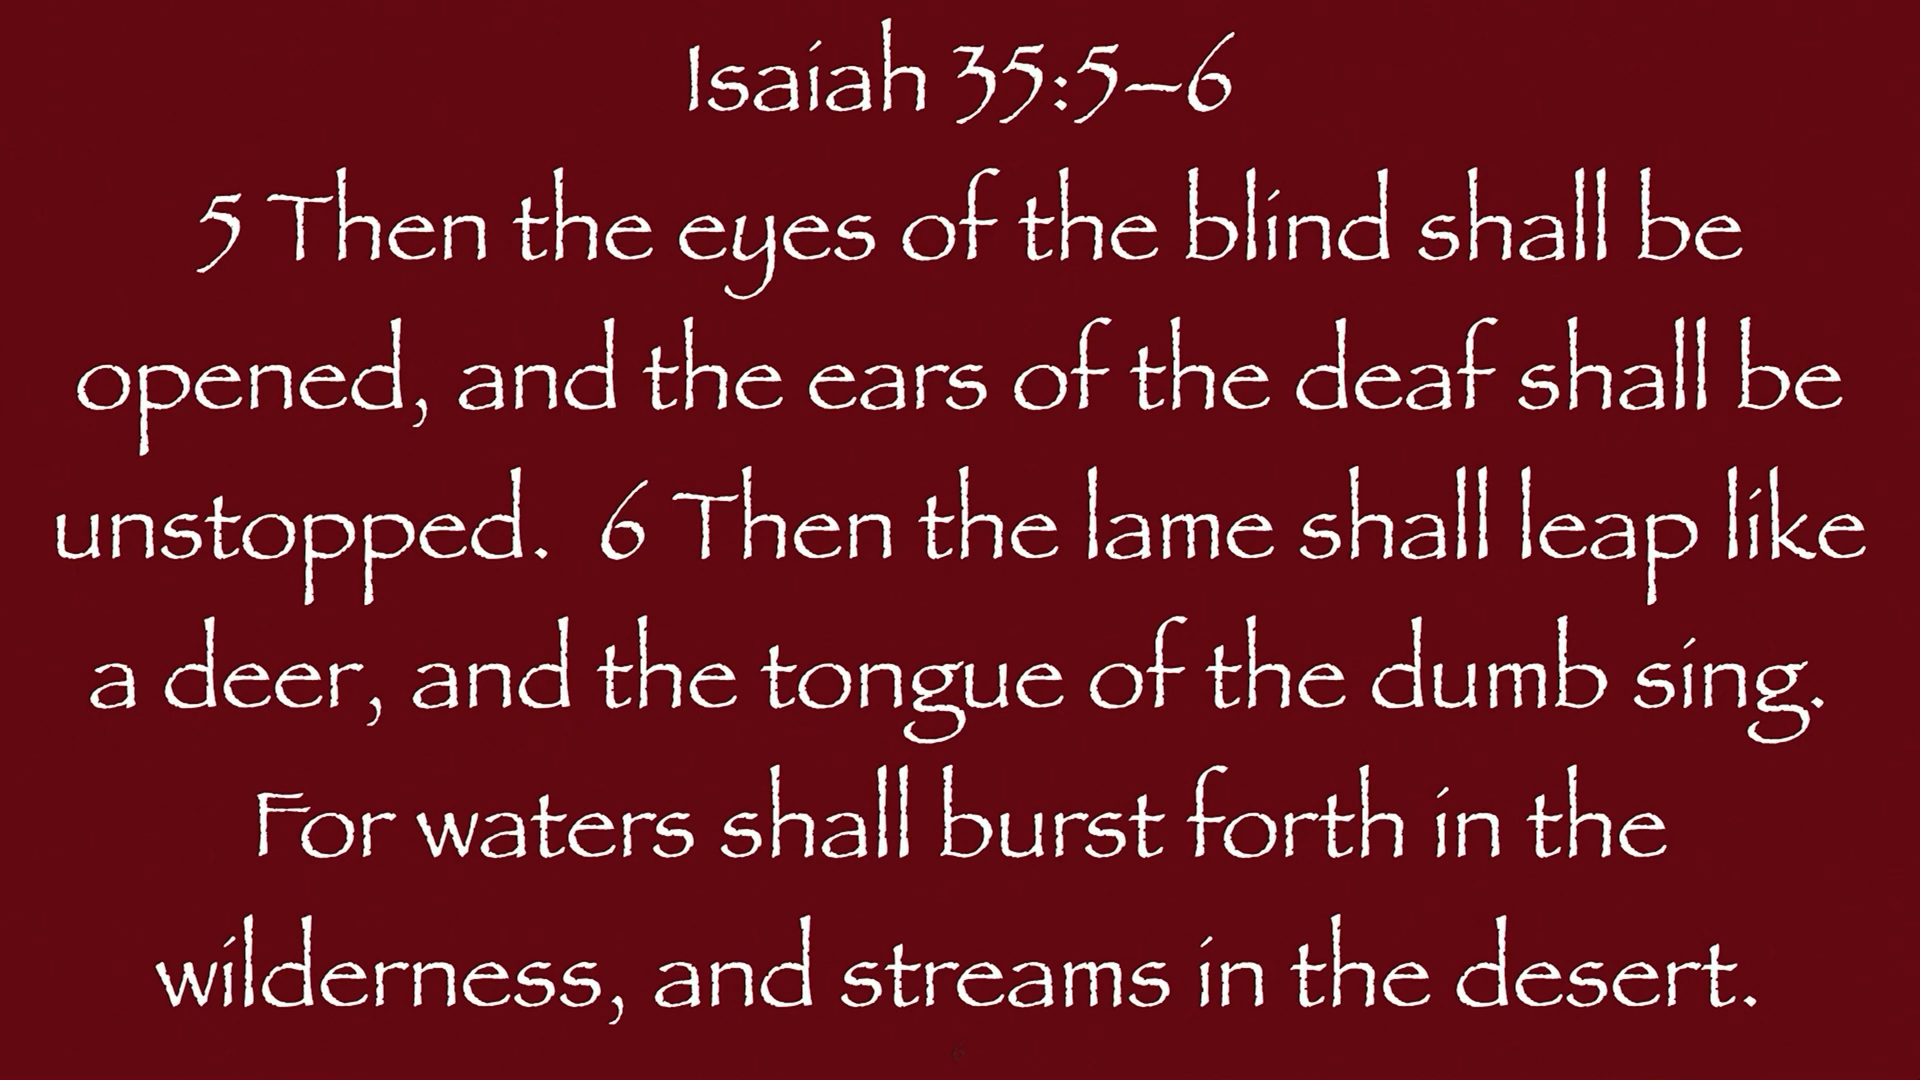 Isaiah 35:5–6
5 Then the eyes of the blind shall be
opened, and the ears of the deaf shall be
unstopped.  6 Then the lame shall leap like
a deer, and the tongue of the dumb sing.
For waters shall burst forth in the
wilderness, and streams in the desert.
6